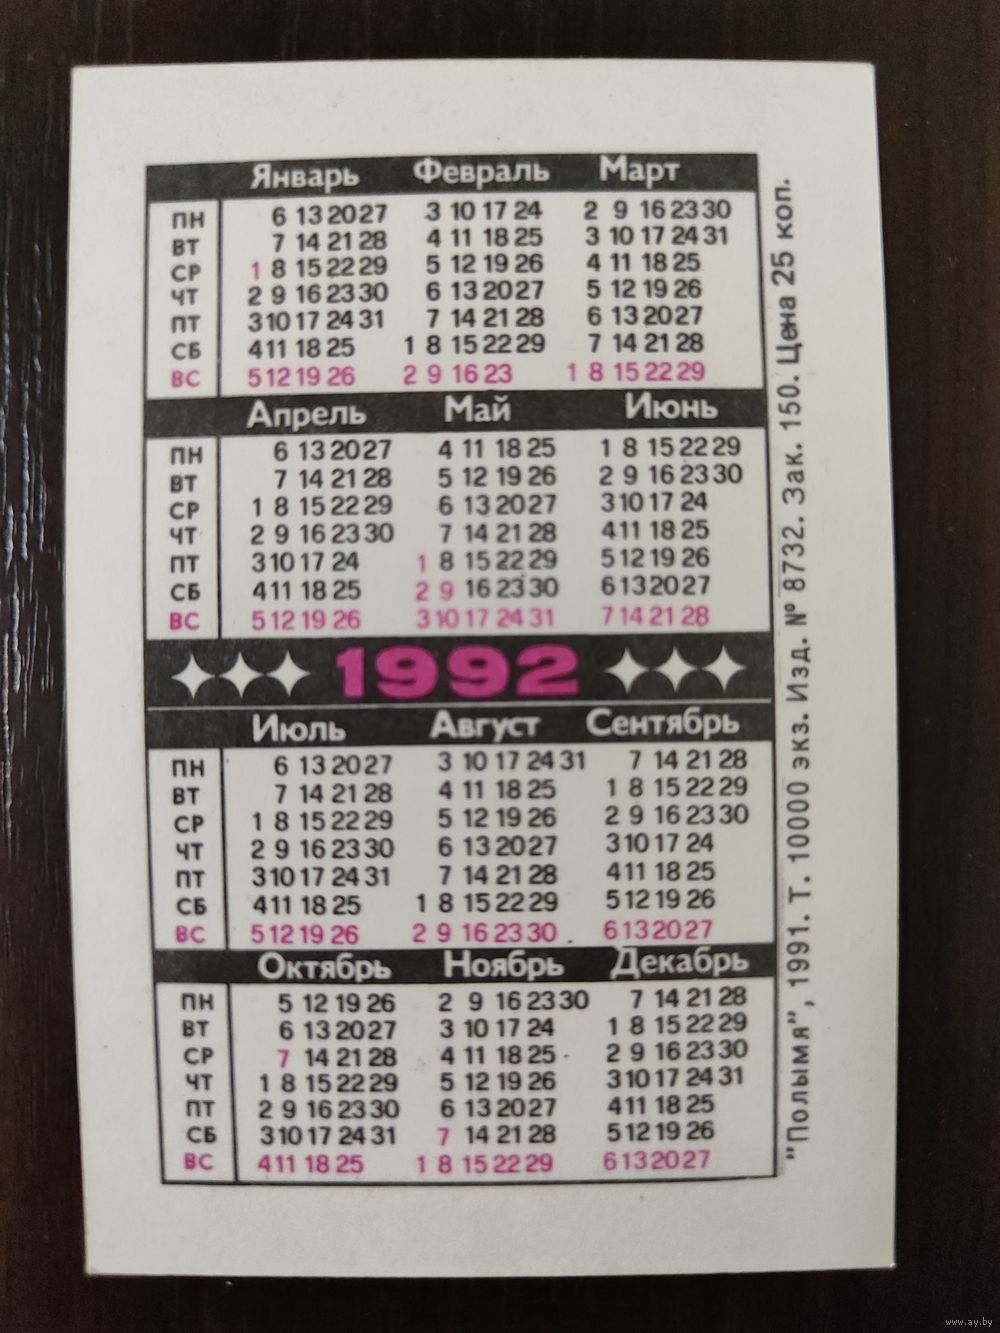 Январь Февраль Март
ПН 6 13 20 27 3 10 17 24 2 9 16 23 30
ВТ 7 14 21 28 4 11 18 25 3 10 17 24 31
СР 1 8 15 22 29 5 12 19 26 4 11 18 25
ЧТ 2 9 16 23 30 6 13 20 27 5 12 19 26
ПТ 3 10 17 24 31 7 14 21 28 6 13 20 27
СБ 4 11 18 25 1 8 15 22 29 7 14 21 28
ВС 5 12 19 26 2 9 16 23 1 8 15 22 29
Апрель Май Июнь
ПН 6 13 20 27 4 11 18 25 1 8 15 22 29
ВТ 7 14 21 28 5 12 19 26 2 9 16 23 30
СР 1 8 15 22 29 6 13 20 27 3 10 17 24
ЧТ 2 9 16 23 30 7 14 21 28 4 11 18 25
ПТ 3 10 17 24 1 8 15 22 29 5 12 19 26
СБ 4 11 18 25 2 9 16 23 30 6 13 20 27
ВС 5 12 19 26 3 10 17 24 31 7 14 21 28
1992
Июль Август Сентябрь
ПН 6 13 20 27 3 10 17 24 31 7 14 21 28
ВТ 7 14 21 28 4 11 18 25 1 8 15 22 29
СР 1 8 15 22 29 5 12 19 26 2 9 16 23 30
ЧТ 2 9 16 23 30 6 13 20 27 3 10 17 24
ПТ 3 10 17 24 31 7 14 21 28 4 11 18 25
СБ 4 11 18 25 1 8 15 22 29 5 12 19 26
ВС 5 12 19 26 2 9 16 23 30 6 13 20 27
Октябрь Ноябрь Декабрь
ПН 5 12 19 26 2 9 16 23 30 7 14 21 28
ВТ 6 13 20 27 3 10 17 24 1 8 15 22 29
СР 7 14 21 28 4 11 18 25 2 9 16 23 30
ЧТ 1 8 15 22 29 5 12 19 26 3 10 17 24 31
ПТ 2 9 16 23 30 6 13 20 27 4 11 18 25
СБ 3 10 17 24 31 7 14 21 28 5 12 19 26
ВС 4 11 18 25 1 8 15 22 29 6 13 20 27
"Полымя", 1991. Т. 10000 экз. Изд. № 8732. Зак. 150. Цена 25 коп.
www.ay.by